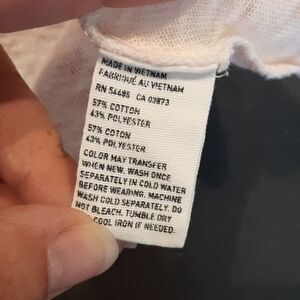 MADE IN VIETNAM
FABRIQUÉ AU VIETNAM
RN 54695 CA 03873
57% COTTON
43% POLYESTER
57% COTON
43% POLYESTER
COLOR MAY TRANSFER
WHEN NEW. WASH ONCE
SEPARATELY IN COLD WATER
BEFORE WEARING. MACHINE
WASH COLD SEPARATELY. DO
NOT BLEACH. TUMBLE DRY
COOL IRON IF NEEDED.